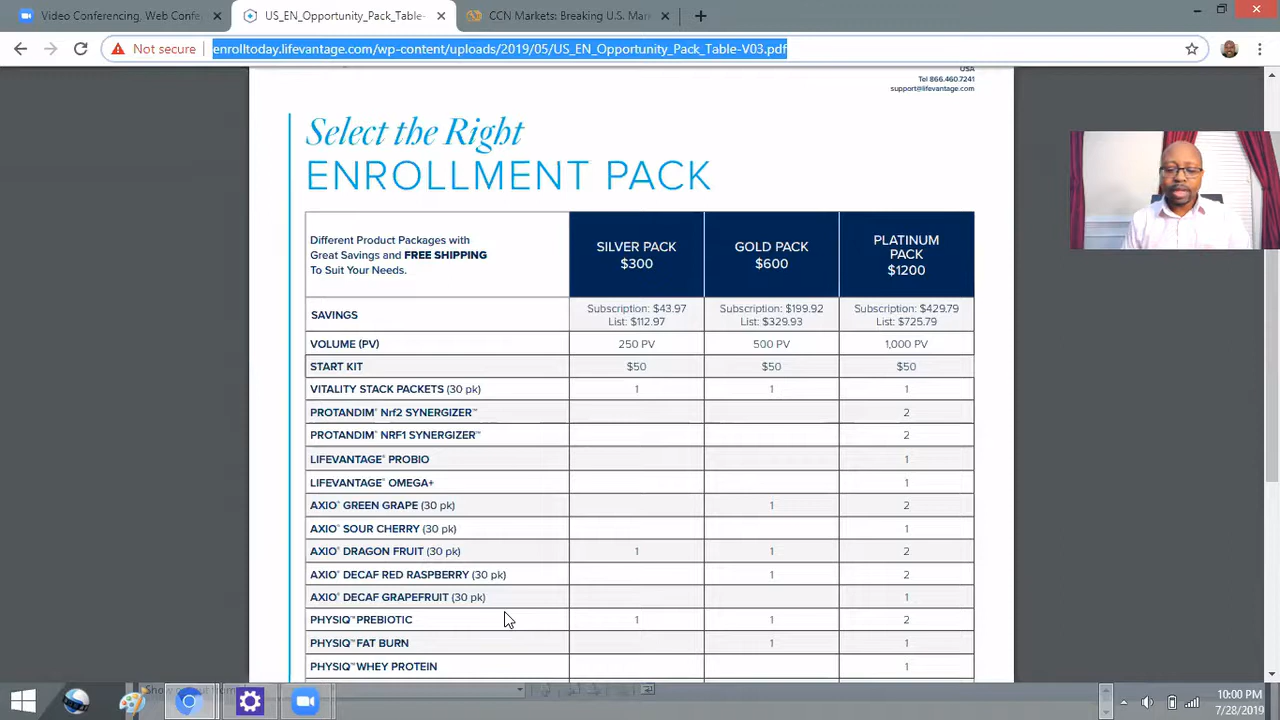 Video Conferencing, Web Confe
US_EN_Opportunity_Pack_Table-
CCN Markets: Breaking U.S. Mar
Not secure
enrolltoday.lifevantage.com/wp-content/uploads/2019/05/US_EN_Opportunity_Pack_Table-V03.pdf
USA
Tel 866.460.7241
support@lifevantage.com
Select the Right
ENROLLMENT PACK
Different Product Packages with
Great Savings and FREE SHIPPING
To Suit Your Needs.
SILVER PACK
$300
GOLD PACK
$600
PLATINUM
PACK
$1200
SAVINGS
Subscription: $43.97
List: $112.97
Subscription: $199.92
List: $329.93
Subscription: $429.79
List: $725.79
VOLUME (PV) 250 PV 500 PV 1,000 PV
START KIT $50 $50 $50
VITALITY STACK PACKETS (30 pk) 1 1 1
PROTANDIM® Nrf2 SYNERGIZER™ 2
PROTANDIM® NRF1 SYNERGIZER™ 2
LIFEVANTAGE® PROBIO 1
LIFEVANTAGE® OMEGA+ 1
AXIO® GREEN GRAPE (30 pk) 1 2
AXIO® SOUR CHERRY (30 pk) 1
AXIO® DRAGON FRUIT (30 pk) 1 1 2
AXIO® DECAF RED RASPBERRY (30 pk) 1 2
AXIO® DECAF GRAPEFRUIT (30 pk) 1
PHYSIQ™ PREBIOTIC 1 1 2
PHYSIQ™ FAT BURN 1 1
PHYSIQ™ WHEY PROTEIN 1
10:00 PM
7/28/2019